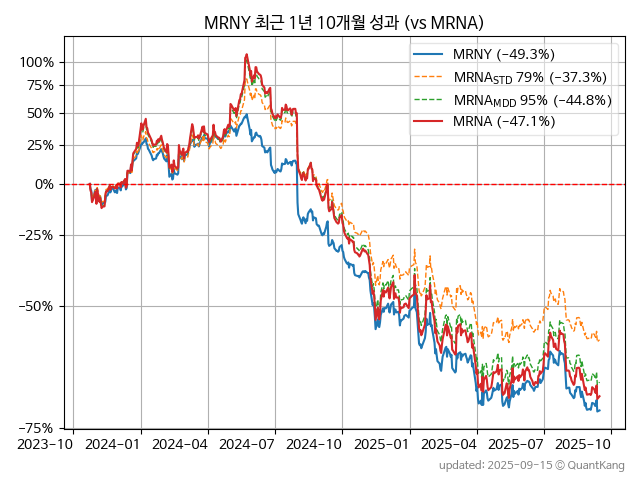 MRNY 최근 1년 10개월 성과 (vs MRNA)
MRNY (−49.3%)
MRNA_STD 79% (−37.3%)
MRNA_MDD 95% (−44.8%)
MRNA (−47.1%)
100%
75%
50%
25%
0%
−25%
−50%
−75%
2023-10 2024-01 2024-04 2024-07 2024-10 2025-01 2025-04 2025-07 2025-10
updated: 2025-09-15 ⓒ QuantKang